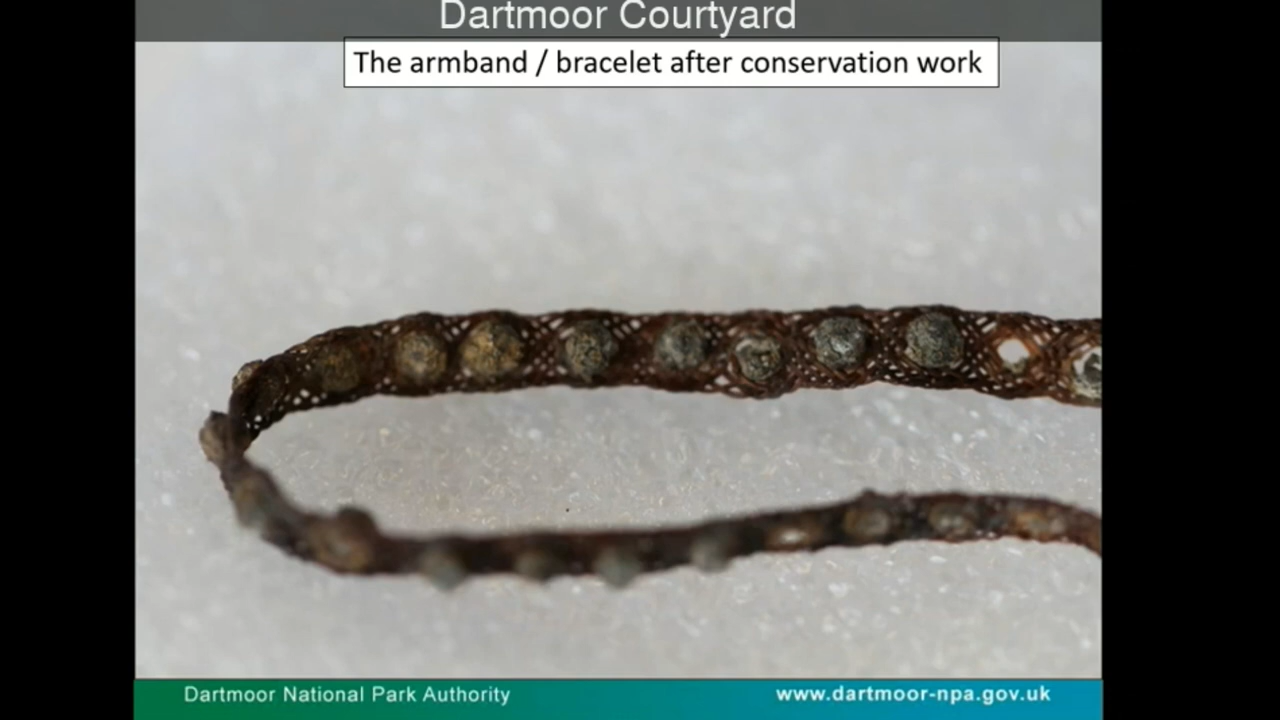 Dartmoor Courtyard
The armband / bracelet after conservation work
Dartmoor National Park Authority
www.dartmoor-npa.gov.uk